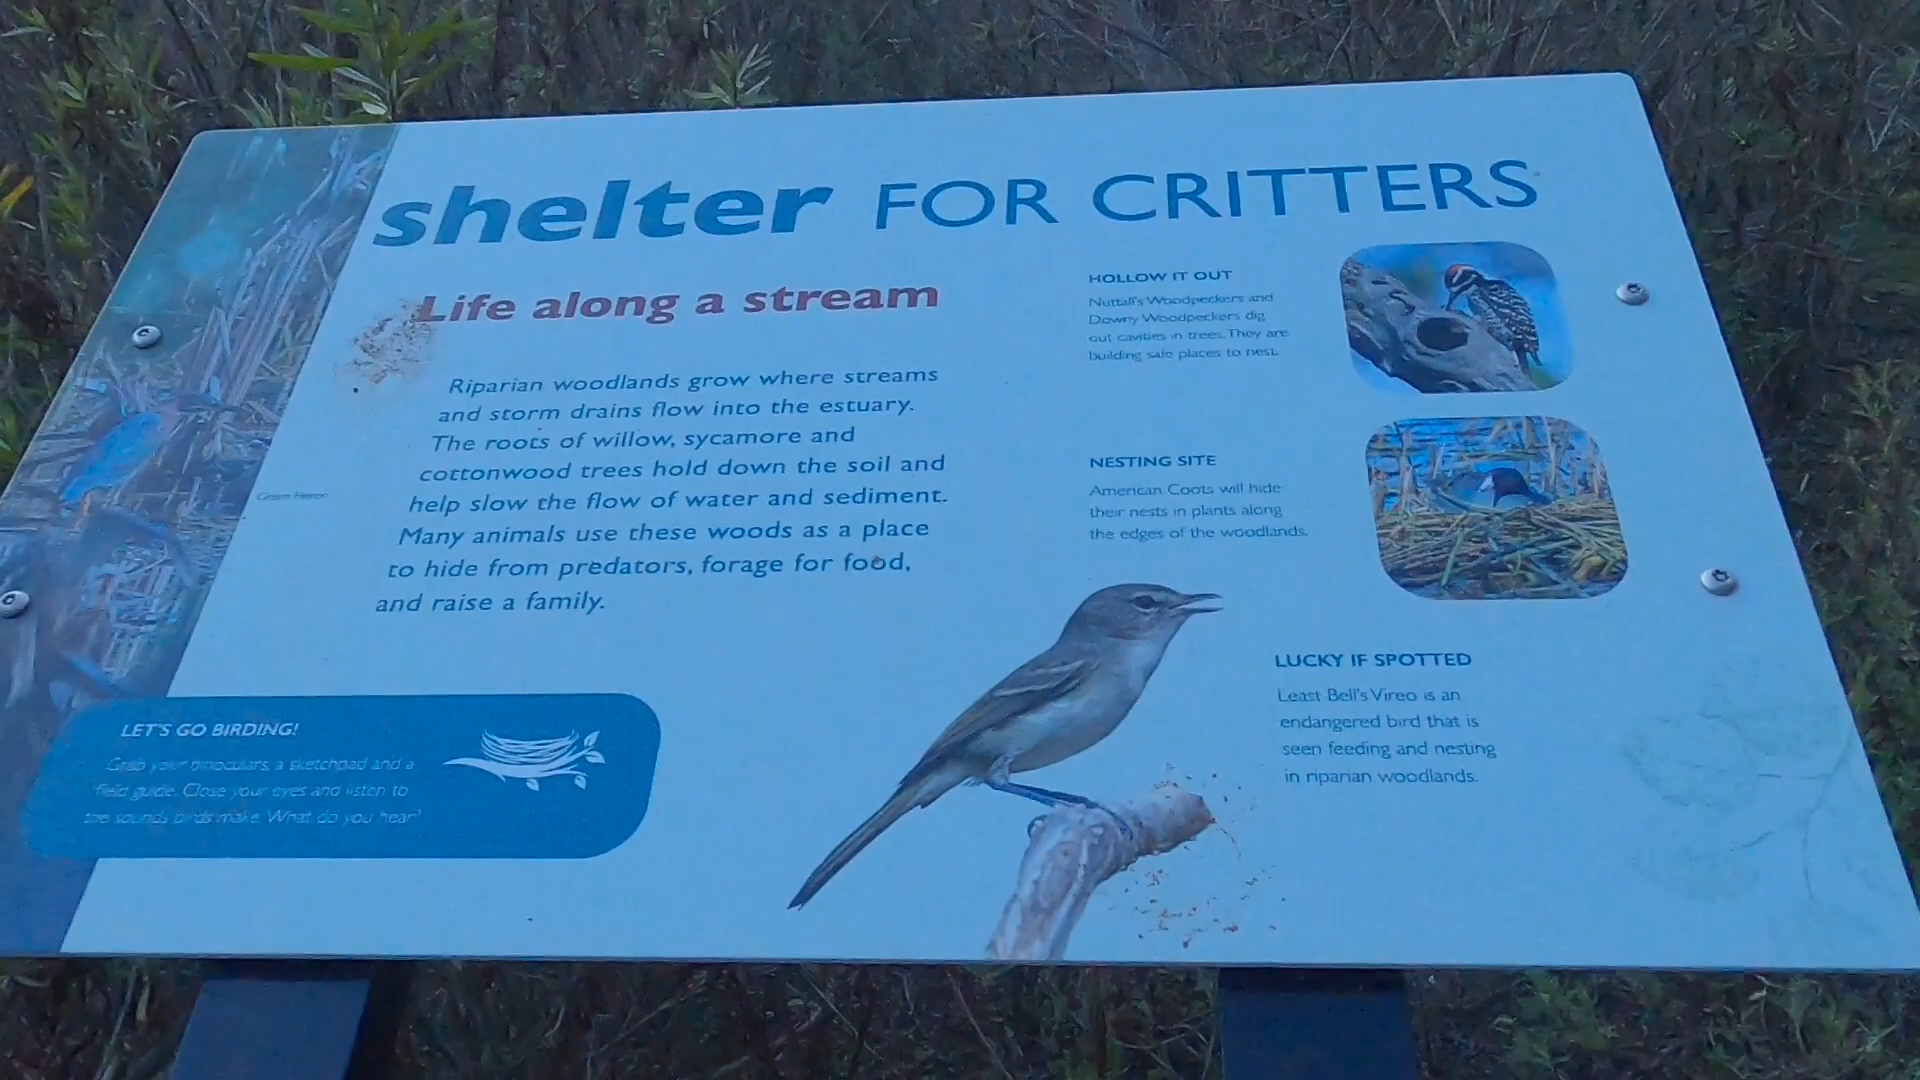 shelter FOR CRITTERS
Life along a stream
Riparian woodlands grow where streams
and storm drains flow into the estuary.
The roots of willow, sycamore and
cottonwood trees hold down the soil and
help slow the flow of water and sediment.
Many animals use these woods as a place
to hide from predators, forage for food,
and raise a family.
Green Heron
HOLLOW IT OUT
Nuttall's Woodpeckers and
Downy Woodpeckers dig
out cavities in trees. They are
building safe places to nest.
NESTING SITE
American Coots will hide
their nests in plants along
the edges of the woodlands.
LUCKY IF SPOTTED
Least Bell's Vireo is an
endangered bird that is
seen feeding and nesting
in riparian woodlands.
LET'S GO BIRDING!
Grab your binoculars, a sketchpad and a
field guide. Close your eyes and listen to
the sounds birds make. What do you hear?